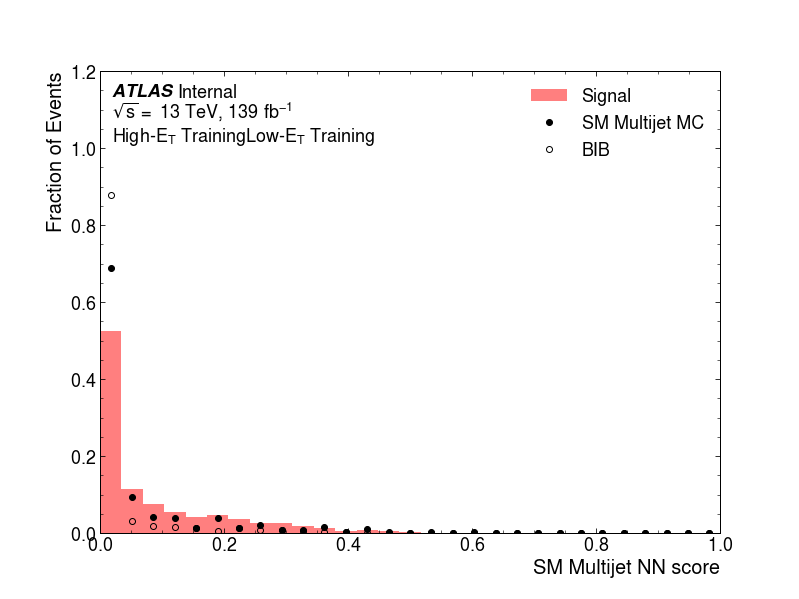 ATLAS Internal
√s = 13 TeV, 139 fb⁻¹
High-E_T TrainingLow-E_T Training
Signal
SM Multijet MC
BIB
Fraction of Events
1.2
1.0
0.8
0.6
0.4
0.2
0.0
0.0 0.2 0.4 0.6 0.8 1.0
SM Multijet NN score